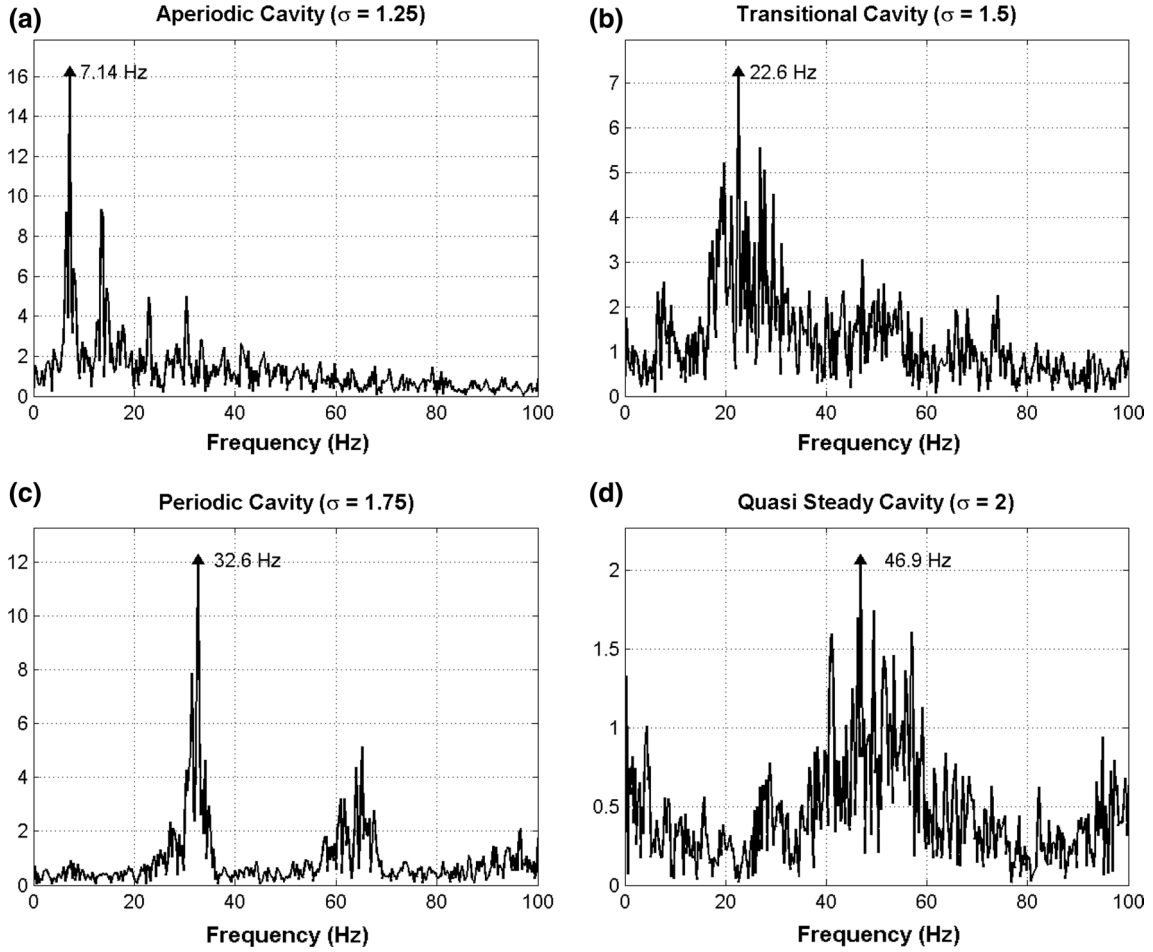 (a)
Aperiodic Cavity (σ = 1.25)
16
14
12
10
8
6
4
2
0
7.14 Hz
0 20 40 60 80 100
Frequency (Hz)
(b)
Transitional Cavity (σ = 1.5)
7
6
5
4
3
2
1
0
22.6 Hz
0 20 40 60 80 100
Frequency (Hz)
(c)
Periodic Cavity (σ = 1.75)
12
10
8
6
4
2
0
32.6 Hz
0 20 40 60 80 100
Frequency (Hz)
(d)
Quasi Steady Cavity (σ = 2)
2
1.5
1
0.5
0
46.9 Hz
0 20 40 60 80 100
Frequency (Hz)